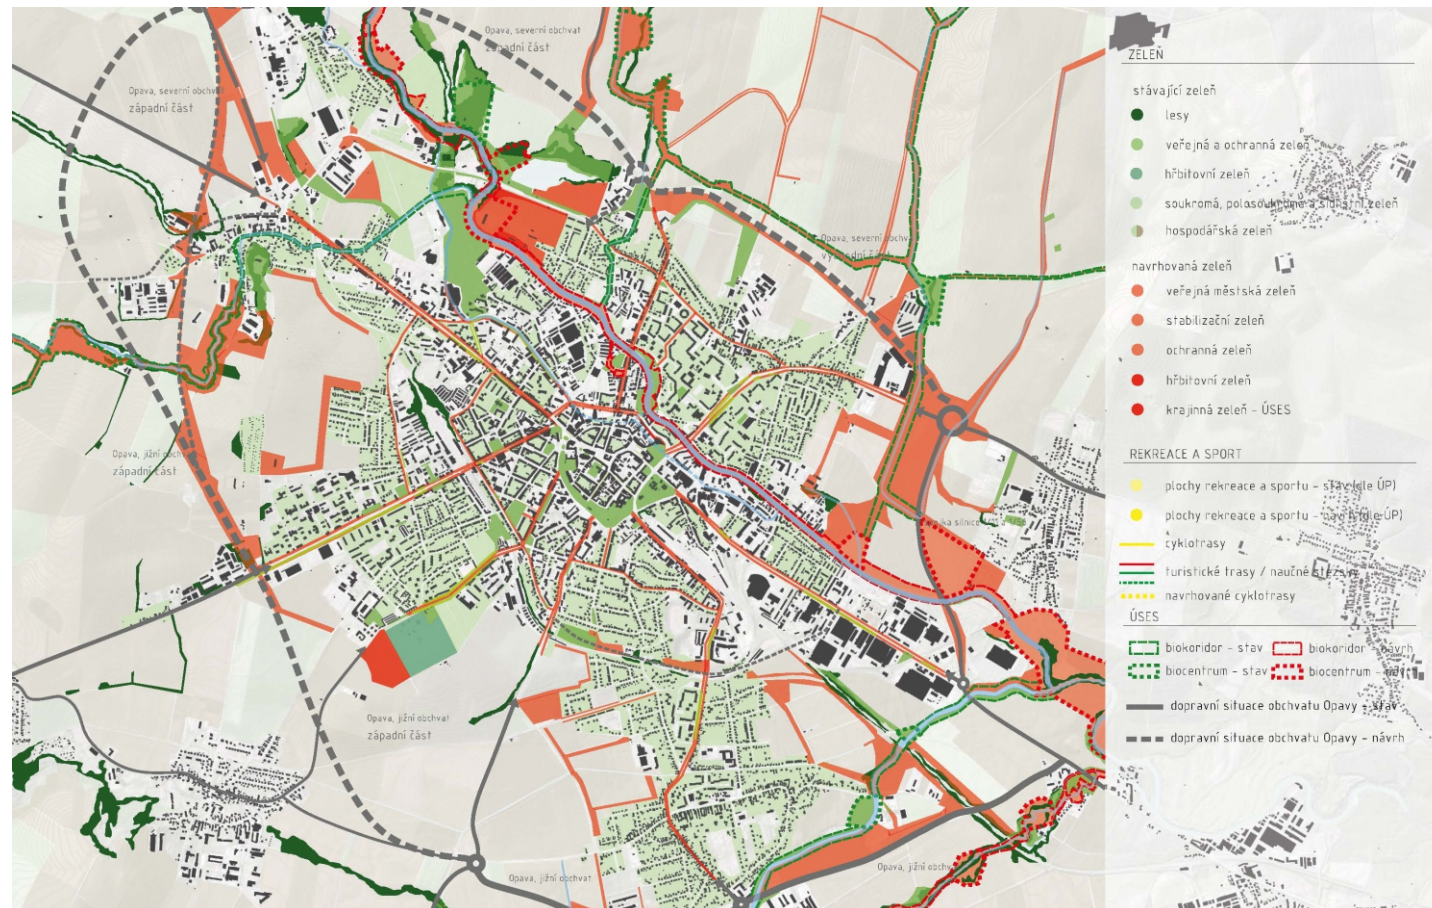 Opava, severní obchvat
západní část
Opava, severní obchvat
západní část
Opava, severní obchvat
východní část
Opava, jižní obchvat
západní část
Opava, jižní obchvat
západní část
Opava, jižní obchvat
Opava, jižní
ZELEŇ
stávající zeleň
lesy
veřejná a ochranná zeleň
hřbitovní zeleň
soukromá, polosoukromá a sídlištní zeleň
hospodářská zeleň
navrhovaná zeleň
veřejná městská zeleň
stabilizační zeleň
ochranná zeleň
hřbitovní zeleň
krajinná zeleň - ÚSES
REKREACE A SPORT
plochy rekreace a sportu - stav (dle ÚP)
plochy rekreace a sportu - návrh (dle ÚP)
cyklotrasy
turistické trasy / naučné stezky
navrhované cyklotrasy
ÚSES
biokoridor - stav biokoridor - návrh
biocentrum - stav biocentrum - návrh
dopravní situace obchvatu Opavy - stav
dopravní situace obchvatu Opavy - návrh